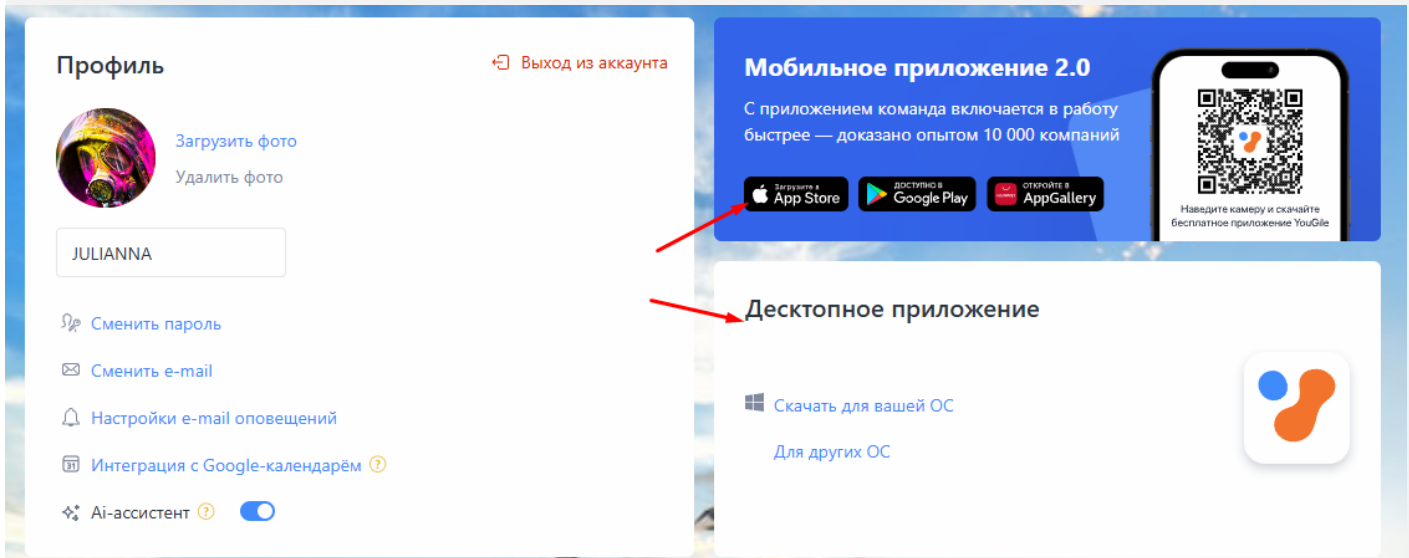 Профиль
Выход из аккаунта
Загрузить фото
Удалить фото
JULIANNA
Сменить пароль
Сменить e-mail
Настройки e-mail оповещений
31 Интеграция с Google-календарём ?
Ai-ассистент ?
Мобильное приложение 2.0
С приложением команда включается в работу
быстрее — доказано опытом 10 000 компаний
Загрузите в
App Store
ДОСТУПНО В
Google Play
HUAWEI
ОТКРОЙТЕ В
AppGallery
Наведите камеру и скачайте
бесплатное приложение YouGile
Десктопное приложение
Скачать для вашей ОС
Для других ОС